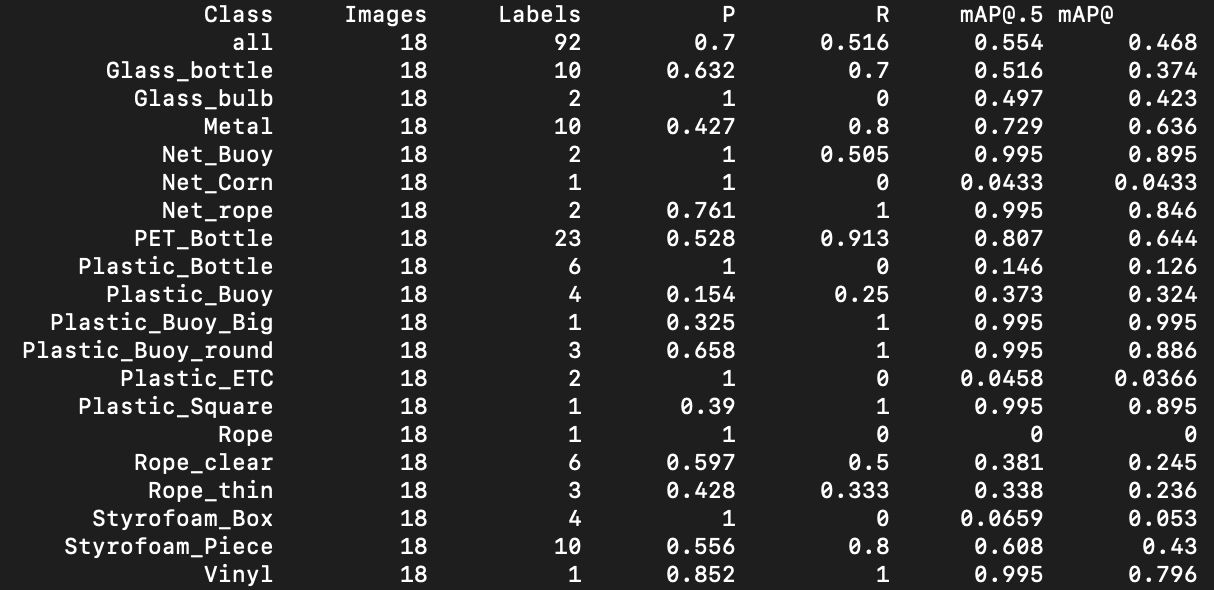 Class Images Labels P R mAP@.5 mAP@
all 18 92 0.7 0.516 0.554 0.468
Glass_bottle 18 10 0.632 0.7 0.516 0.374
Glass_bulb 18 2 1 0 0.497 0.423
Metal 18 10 0.427 0.8 0.729 0.636
Net_Buoy 18 2 1 0.505 0.995 0.895
Net_Corn 18 1 1 0 0.0433 0.0433
Net_rope 18 2 0.761 1 0.995 0.846
PET_Bottle 18 23 0.528 0.913 0.807 0.644
Plastic_Bottle 18 6 1 0 0.146 0.126
Plastic_Buoy 18 4 0.154 0.25 0.373 0.324
Plastic_Buoy_Big 18 1 0.325 1 0.995 0.995
Plastic_Buoy_round 18 3 0.658 1 0.995 0.886
Plastic_ETC 18 2 1 0 0.0458 0.0366
Plastic_Square 18 1 0.39 1 0.995 0.895
Rope 18 1 1 0 0 0
Rope_clear 18 6 0.597 0.5 0.381 0.245
Rope_thin 18 3 0.428 0.333 0.338 0.236
Styrofoam_Box 18 4 1 0 0.0659 0.053
Styrofoam_Piece 18 10 0.556 0.8 0.608 0.43
Vinyl 18 1 0.852 1 0.995 0.796